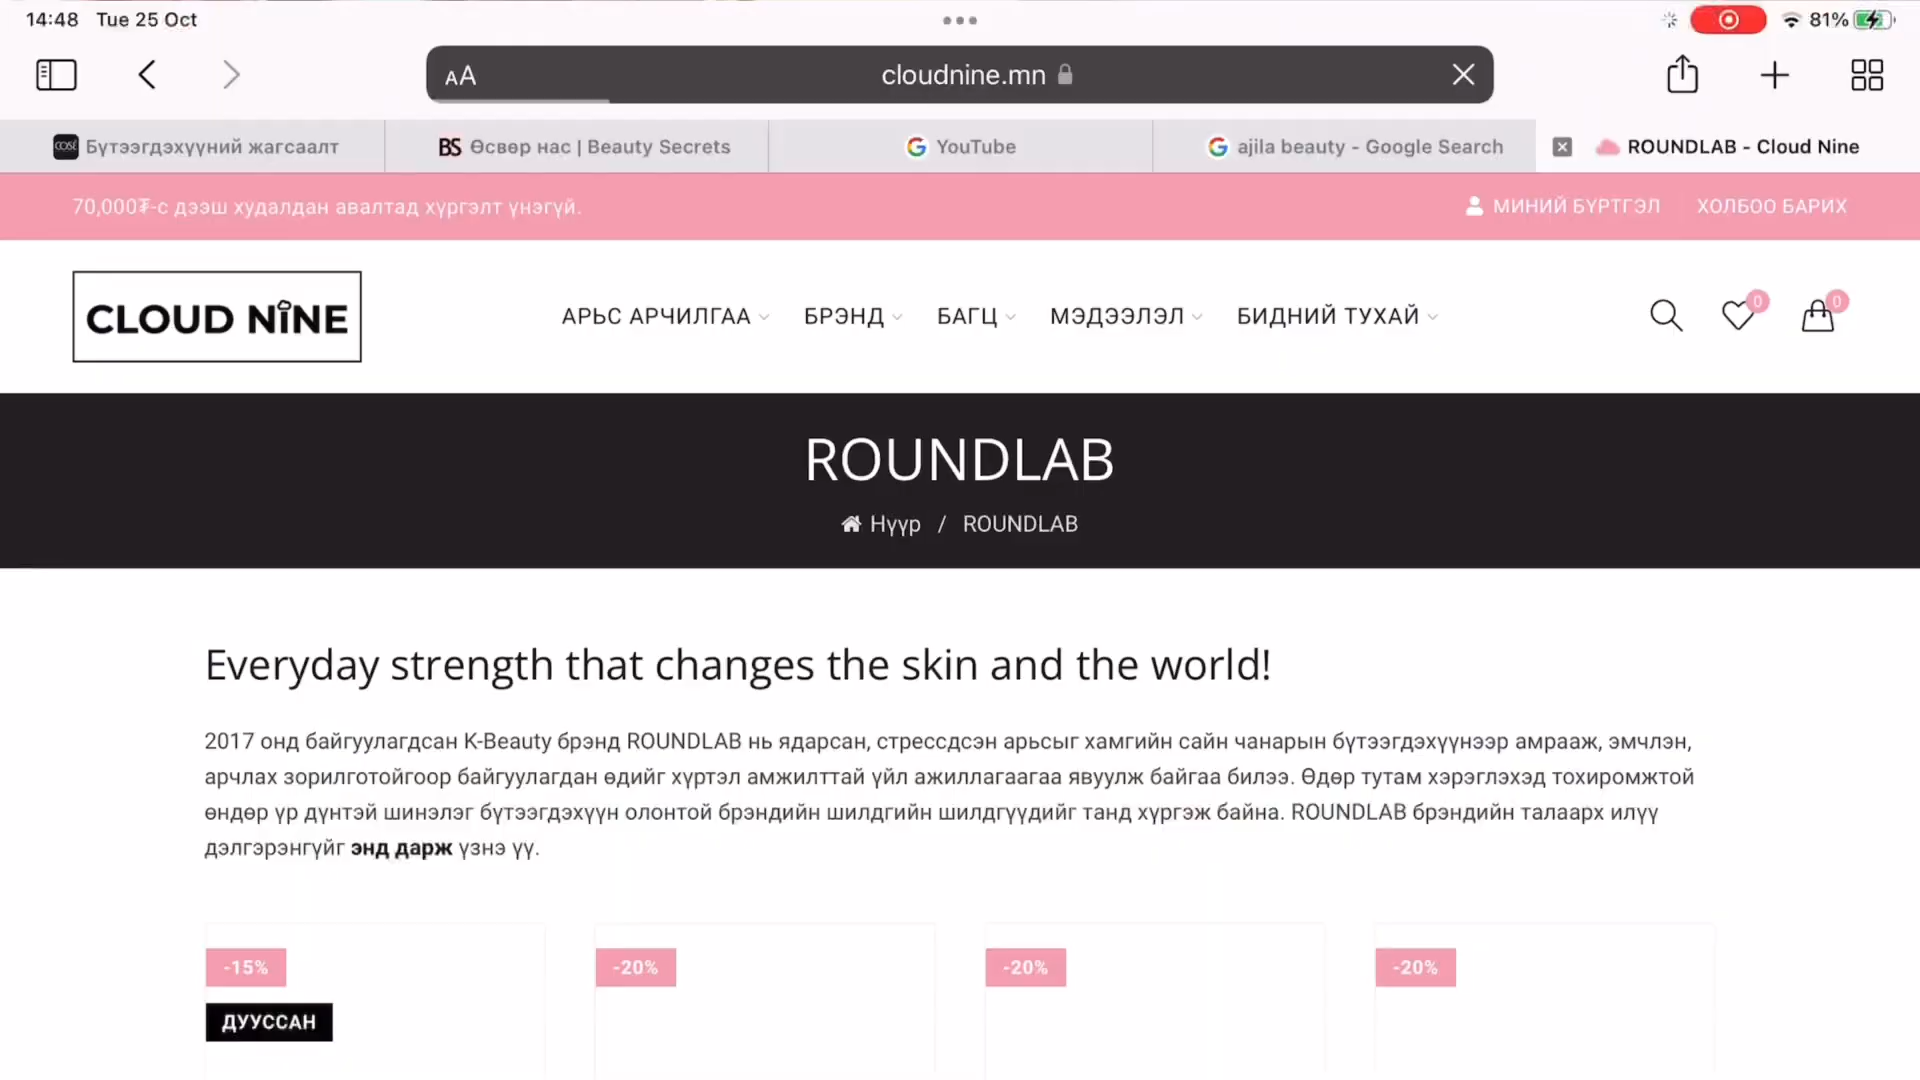 14:48 Tue 25 Oct
81%
AA
cloudnine.mn
COSÉ Бүтээгдэхүүний жагсаалт
BS Өсвөр нас | Beauty Secrets
G YouTube
G ajila beauty - Google Search
ROUNDLAB - Cloud Nine
70,000₮-с дээш худалдан авалтад хүргэлт үнэгүй.
МИНИЙ БҮРТГЭЛ
ХОЛБОО БАРИХ
CLOUD NINE
АРЬС АРЧИЛГАА
БРЭНД
БАГЦ
МЭДЭЭЛЭЛ
БИДНИЙ ТУХАЙ
0
0
ROUNDLAB
Нүүр / ROUNDLAB
Everyday strength that changes the skin and the world!
2017 онд байгуулагдсан K-Beauty брэнд ROUNDLAB нь ядарсан, стрессдсэн арьсыг хамгийн сайн чанарын бүтээгдэхүүнээр амрааж, эмчлэн,
арчлах зорилготойгоор байгуулагдан өдийг хүртэл амжилттай үйл ажиллагаагаа явуулж байгаа билээ. Өдөр тутам хэрэглэхэд тохиромжтой
өндөр үр дүнтэй шинэлэг бүтээгдэхүүн олонтой брэндийн шилдгийн шилдгүүдийг танд хүргэж байна. ROUNDLAB брэндийн талаарх илүү
дэлгэрэнгүйг энд дарж үзнэ үү.
-15%
-20%
-20%
-20%
ДУУССАН